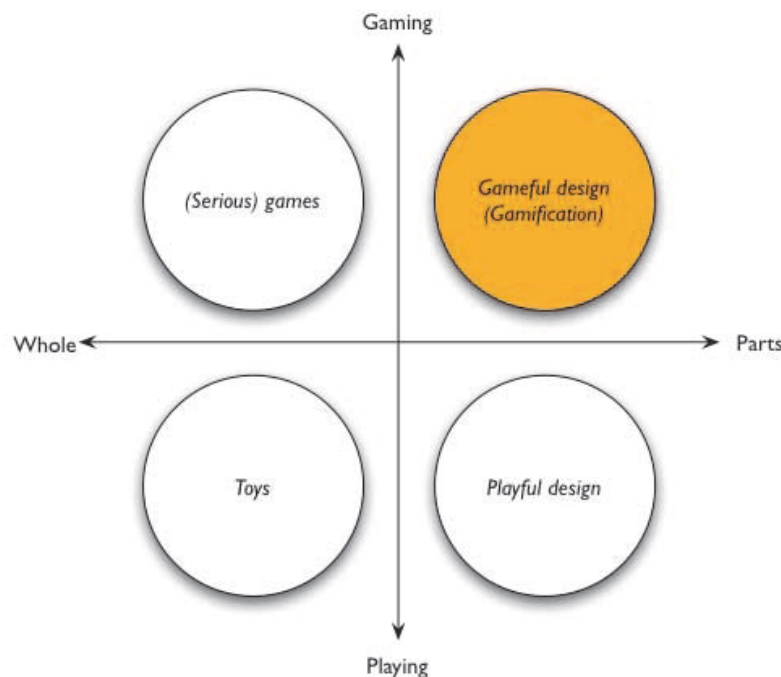 Gaming
(Serious) games
Gameful design
(Gamification)
Whole
Parts
Toys
Playful design
Playing